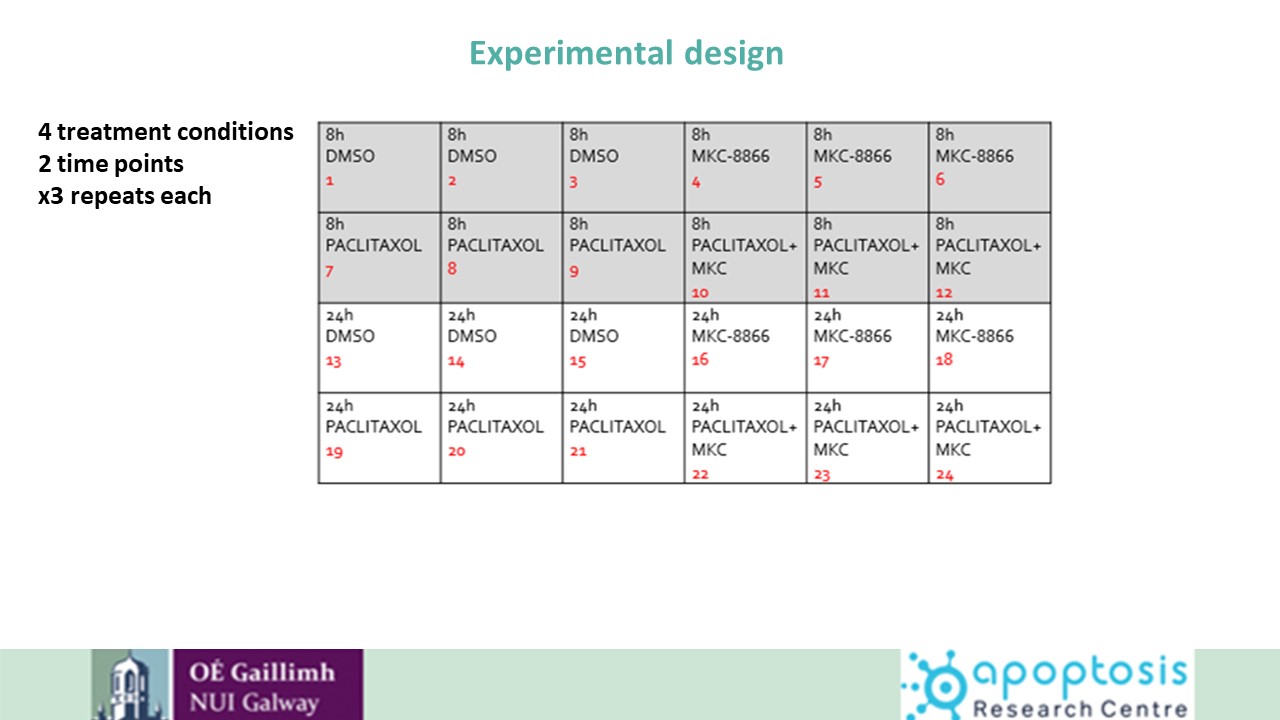 Experimental design
4 treatment conditions
2 time points
x3 repeats each
8h
DMSO
1
8h
DMSO
2
8h
DMSO
3
8h
MKC-8866
4
8h
MKC-8866
5
8h
MKC-8866
6
8h
PACLITAXOL
7
8h
PACLITAXOL
8
8h
PACLITAXOL
9
8h
PACLITAXOL+
MKC
10
8h
PACLITAXOL+
MKC
11
8h
PACLITAXOL+
MKC
12
24h
DMSO
13
24h
DMSO
14
24h
DMSO
15
24h
MKC-8866
16
24h
MKC-8866
17
24h
MKC-8866
18
24h
PACLITAXOL
19
24h
PACLITAXOL
20
24h
PACLITAXOL
21
24h
PACLITAXOL+
MKC
22
24h
PACLITAXOL+
MKC
23
24h
PACLITAXOL+
MKC
24
OÉ Gaillimh
NUI Galway
apoptosis
Research Centre